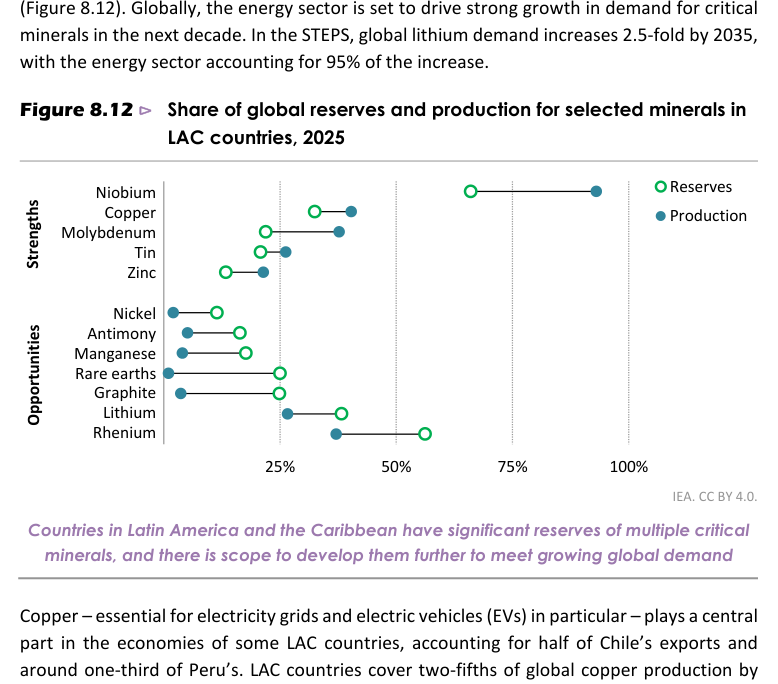 (Figure 8.12). Globally, the energy sector is set to drive strong growth in demand for critical
minerals in the next decade. In the STEPS, global lithium demand increases 2.5-fold by 2035,
with the energy sector accounting for 95% of the increase.
Figure 8.12 ▷ Share of global reserves and production for selected minerals in
LAC countries, 2025
Strengths
Niobium
Copper
Molybdenum
Tin
Zinc
Opportunities
Nickel
Antimony
Manganese
Rare earths
Graphite
Lithium
Rhenium
25% 50% 75% 100%
Reserves
Production
IEA. CC BY 4.0.
Countries in Latin America and the Caribbean have significant reserves of multiple critical
minerals, and there is scope to develop them further to meet growing global demand
Copper – essential for electricity grids and electric vehicles (EVs) in particular – plays a central
part in the economies of some LAC countries, accounting for half of Chile’s exports and
around one-third of Peru’s. LAC countries cover two-fifths of global copper production by